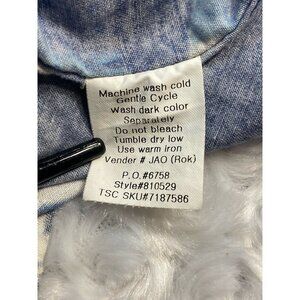 Machine wash cold
Gentle Cycle
Wash dark color
Separately
Do not bleach
Tumble dry low
Use warm iron
Vender # JAO (Rok)
P.O.#6758
Style#810529
TSC SKU#7187586